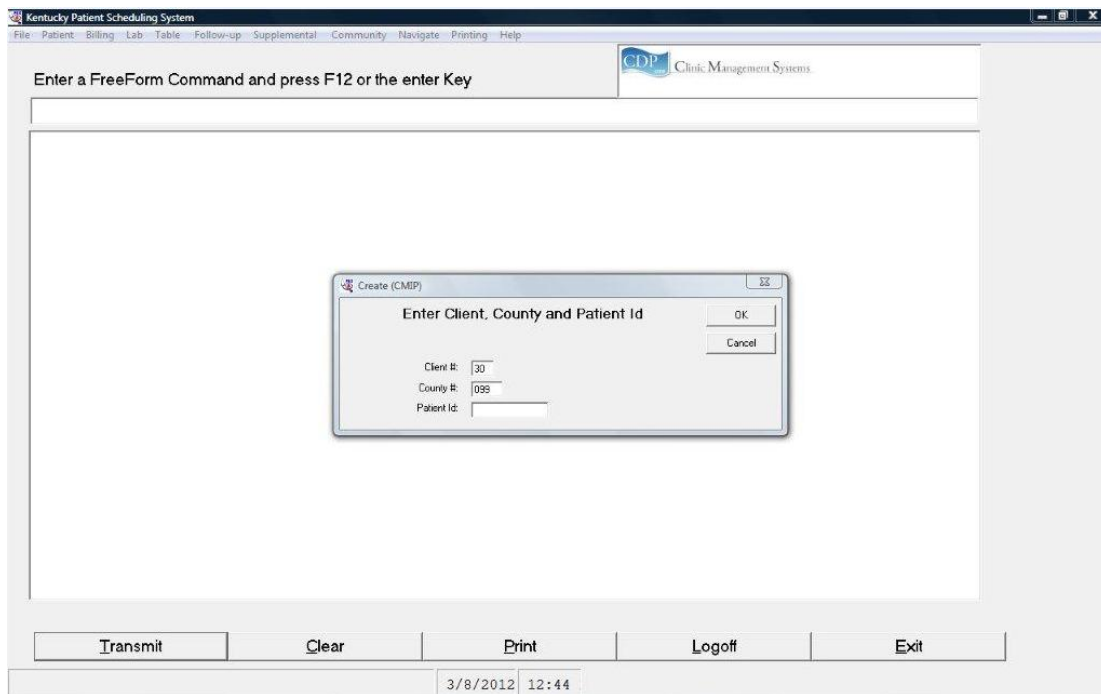 Kentucky Patient Scheduling System
File Patient Billing Lab Table Follow-up Supplemental Community Navigate Printing Help
Enter a FreeForm Command and press F12 or the enter Key
CDP Clinic Management Systems
Create (CMIP)
Enter Client, County and Patient Id
OK
Cancel
Client #: 30
County #: 099
Patient Id:
Transmit Clear Print Logoff Exit
3/8/2012 12:44